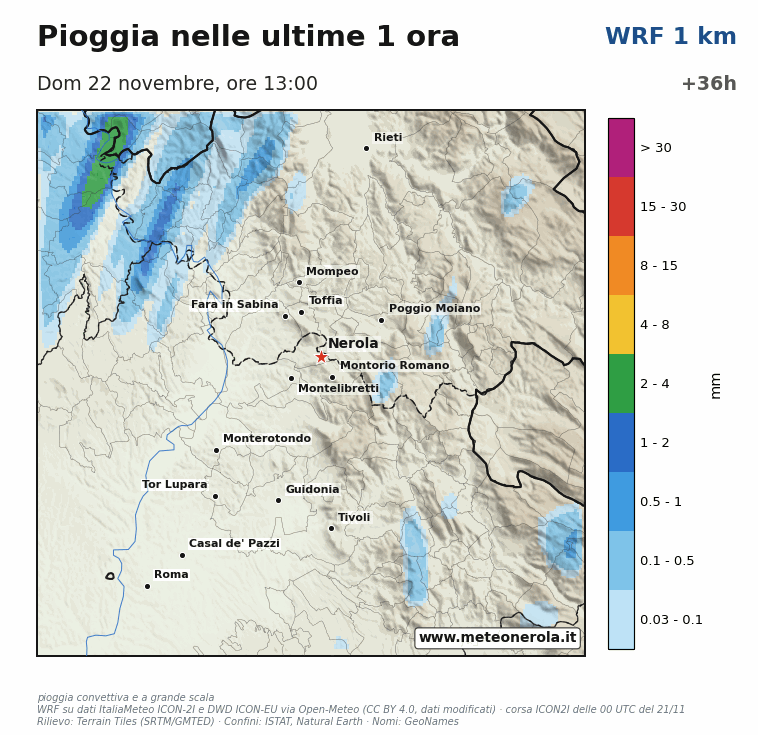 Pioggia nelle ultime 1 ora
WRF 1 km
Dom 22 novembre, ore 13:00
+36h
Rieti
Mompeo
Toffia
Fara in Sabina
Poggio Moiano
Nerola
Montorio Romano
Montelibretti
Monterotondo
Tor Lupara
Guidonia
Tivoli
Casal de' Pazzi
Roma
www.meteonerola.it
> 30
15 - 30
8 - 15
4 - 8
2 - 4
1 - 2
0.5 - 1
0.1 - 0.5
0.03 - 0.1
mm
pioggia convettiva e a grande scala
WRF su dati ItaliaMeteo ICON-2I e DWD ICON-EU via Open-Meteo (CC BY 4.0, dati modificati) · corsa ICON2I delle 00 UTC del 21/11
Rilievo: Terrain Tiles (SRTM/GMTED) · Confini: ISTAT, Natural Earth · Nomi: GeoNames